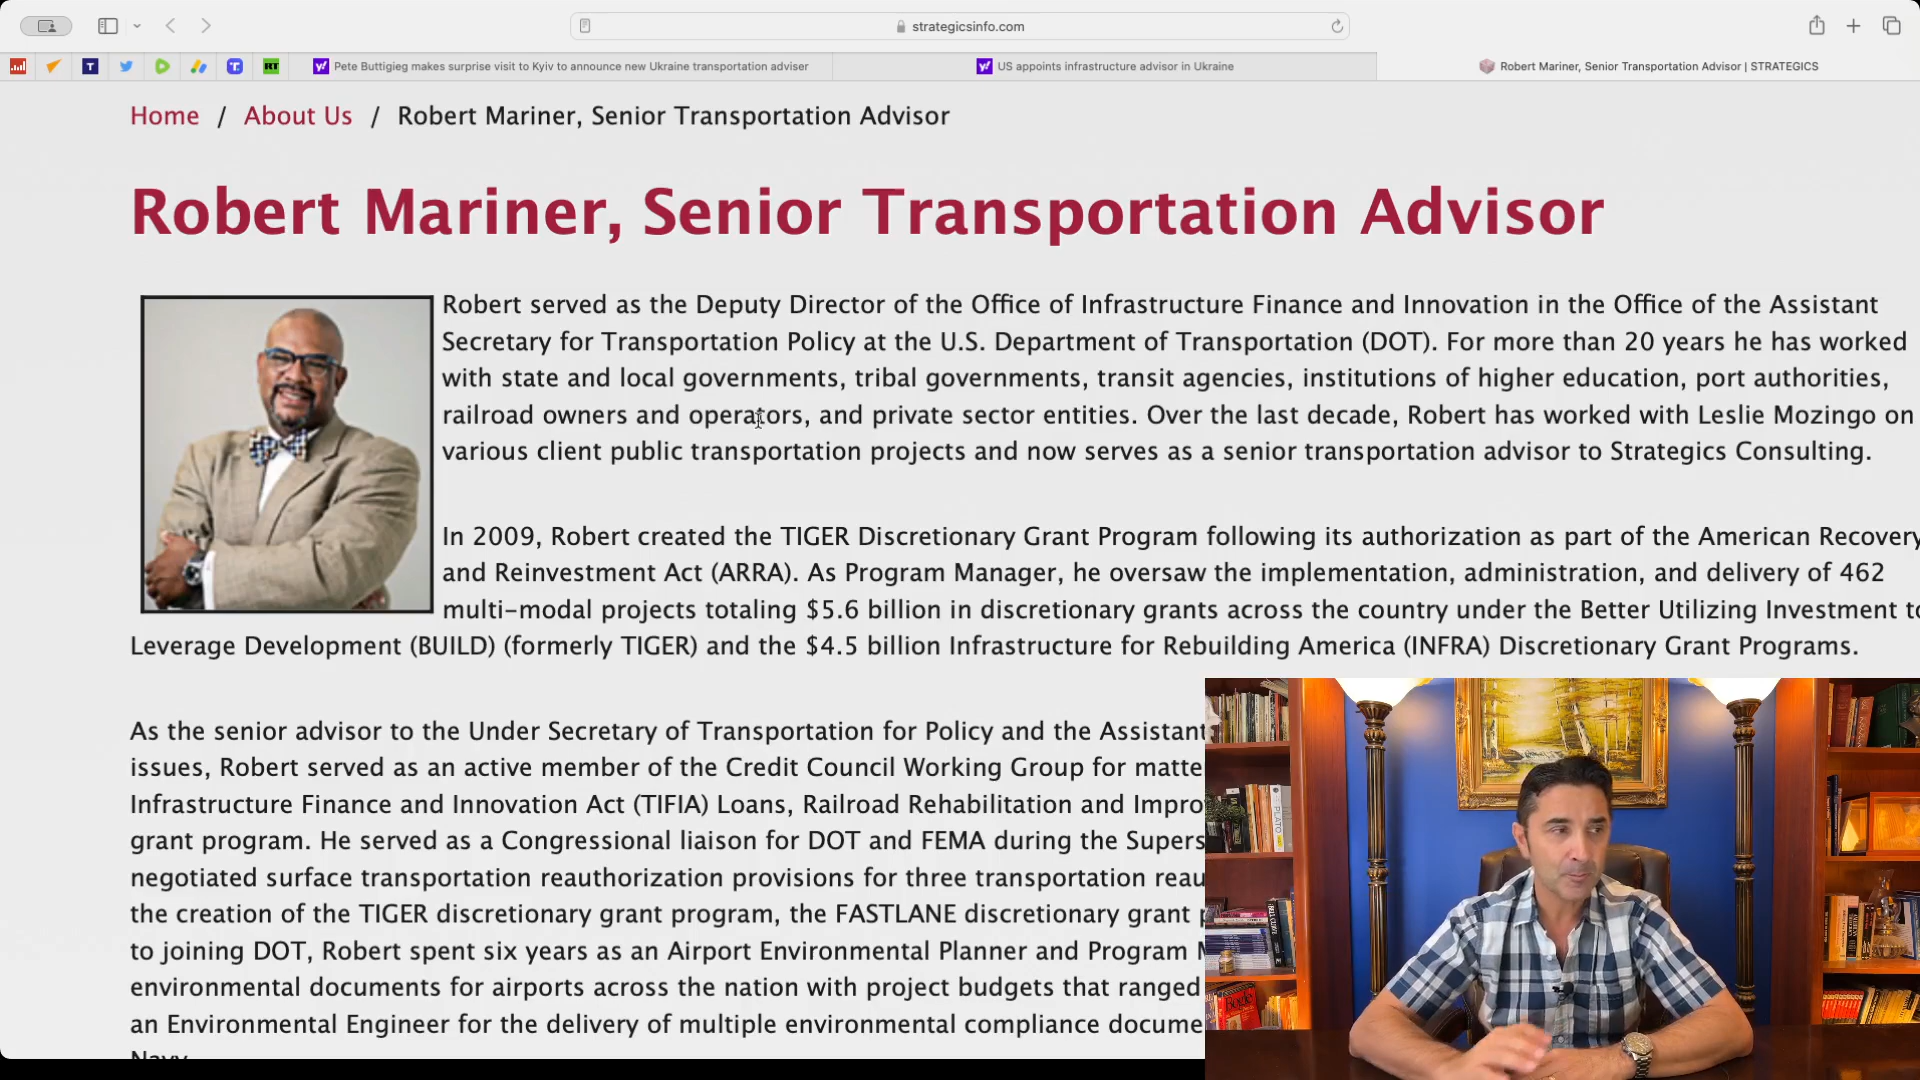 strategicsinfo.com
Pete Buttigieg makes surprise visit to Kyiv to announce new Ukraine transportation adviser
US appoints infrastructure advisor in Ukraine
Robert Mariner, Senior Transportation Advisor | STRATEGICS
Home / About Us / Robert Mariner, Senior Transportation Advisor
Robert Mariner, Senior Transportation Advisor
Robert served as the Deputy Director of the Office of Infrastructure Finance and Innovation in the Office of the Assistant
Secretary for Transportation Policy at the U.S. Department of Transportation (DOT). For more than 20 years he has worked
with state and local governments, tribal governments, transit agencies, institutions of higher education, port authorities,
railroad owners and operators, and private sector entities. Over the last decade, Robert has worked with Leslie Mozingo on
various client public transportation projects and now serves as a senior transportation advisor to Strategics Consulting.
In 2009, Robert created the TIGER Discretionary Grant Program following its authorization as part of the American Recovery
and Reinvestment Act (ARRA). As Program Manager, he oversaw the implementation, administration, and delivery of 462
multi-modal projects totaling $5.6 billion in discretionary grants across the country under the Better Utilizing Investment to
Leverage Development (BUILD) (formerly TIGER) and the $4.5 billion Infrastructure for Rebuilding America (INFRA) Discretionary Grant Programs.
As the senior advisor to the Under Secretary of Transportation for Policy and the Assistant
issues, Robert served as an active member of the Credit Council Working Group for matte
Infrastructure Finance and Innovation Act (TIFIA) Loans, Railroad Rehabilitation and Impro
grant program. He served as a Congressional liaison for DOT and FEMA during the Supers
negotiated surface transportation reauthorization provisions for three transportation reau
the creation of the TIGER discretionary grant program, the FASTLANE discretionary grant
to joining DOT, Robert spent six years as an Airport Environmental Planner and Program
environmental documents for airports across the nation with project budgets that ranged
an Environmental Engineer for the delivery of multiple environmental compliance docume
Navy
PLATO